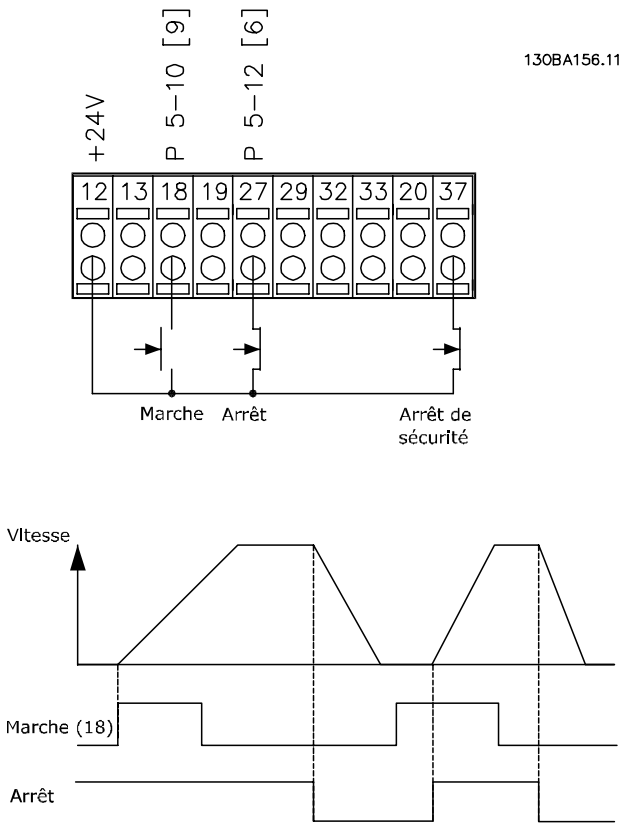 +24V
P 5-10 [9]
P 5-12 [6]
130BA156.11
12 13 18 19 27 29 32 33 20 37
Marche
Arrêt
Arrêt de
sécurité
Vitesse
Marche (18)
Arrêt